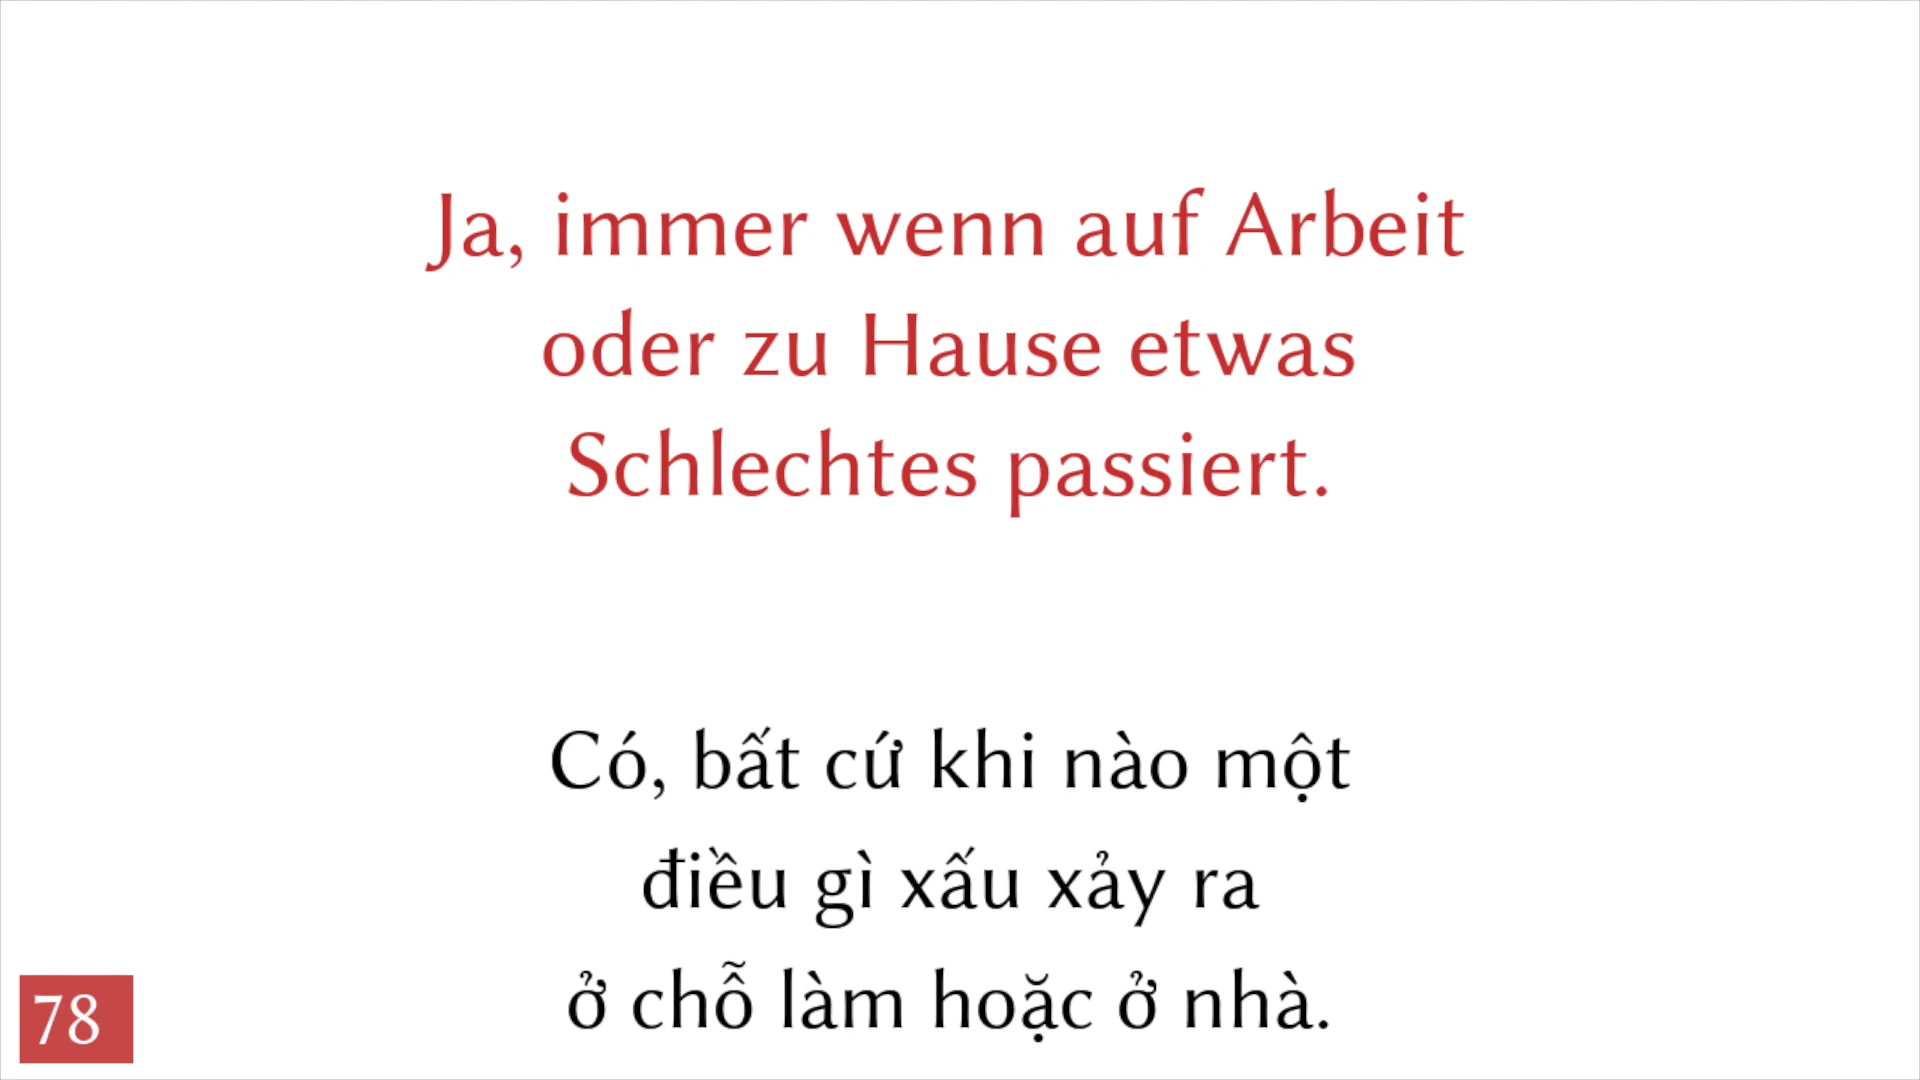 Ja, immer wenn auf Arbeit
oder zu Hause etwas
Schlechtes passiert.
Có, bất cứ khi nào một
điều gì xấu xảy ra
ở chỗ làm hoặc ở nhà.
78